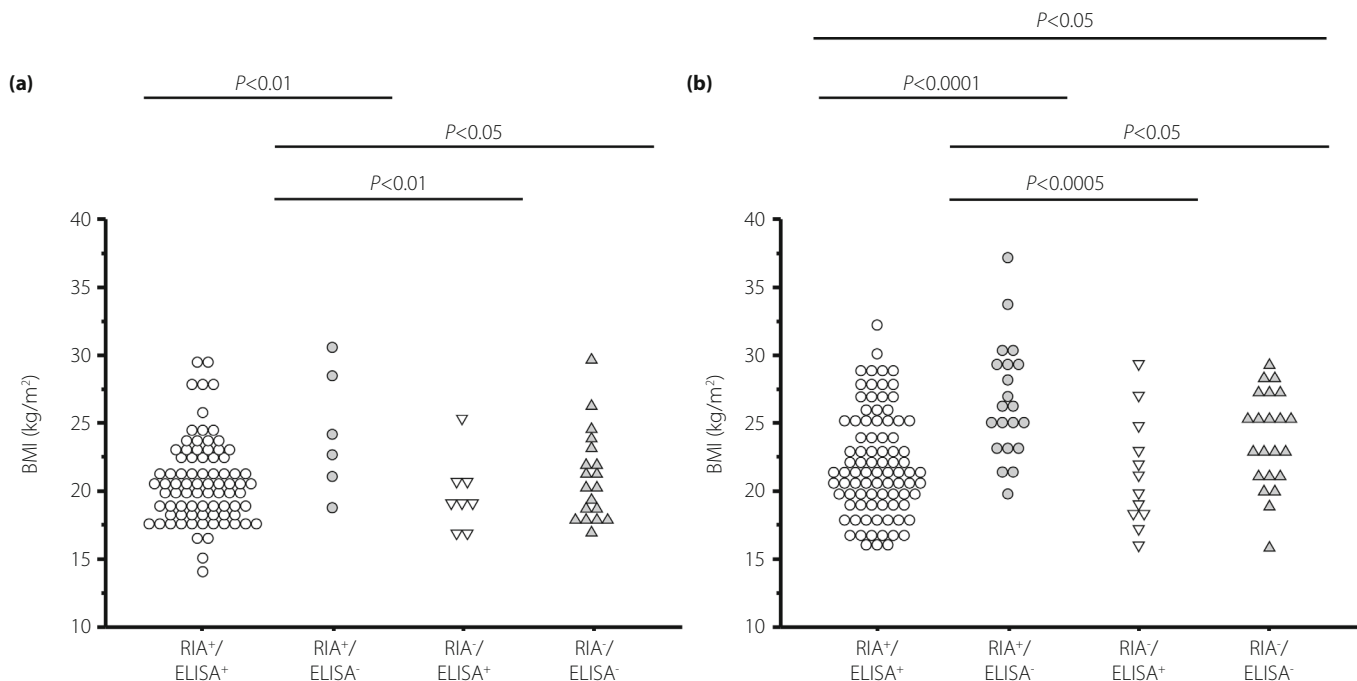 (a)
P<0.01
P<0.05
P<0.01
BMI (kg/m²)
40
35
30
25
20
15
10
RIA⁺/
ELISA⁺
RIA⁺/
ELISA⁻
RIA⁻/
ELISA⁺
RIA⁻/
ELISA⁻
(b)
P<0.05
P<0.0001
P<0.05
P<0.0005
BMI (kg/m²)
40
35
30
25
20
15
10
RIA⁺/
ELISA⁺
RIA⁺/
ELISA⁻
RIA⁻/
ELISA⁺
RIA⁻/
ELISA⁻